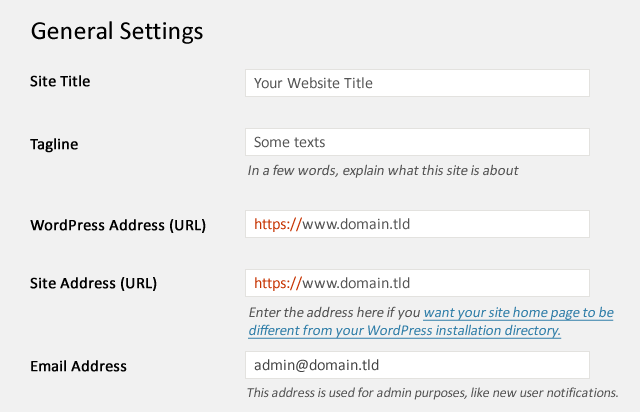 General Settings
Site Title
Your Website Title
Tagline
Some texts
In a few words, explain what this site is about
WordPress Address (URL)
https://www.domain.tld
Site Address (URL)
https://www.domain.tld
Enter the address here if you want your site home page to be
different from your WordPress installation directory.
Email Address
admin@domain.tld
This address is used for admin purposes, like new user notifications.